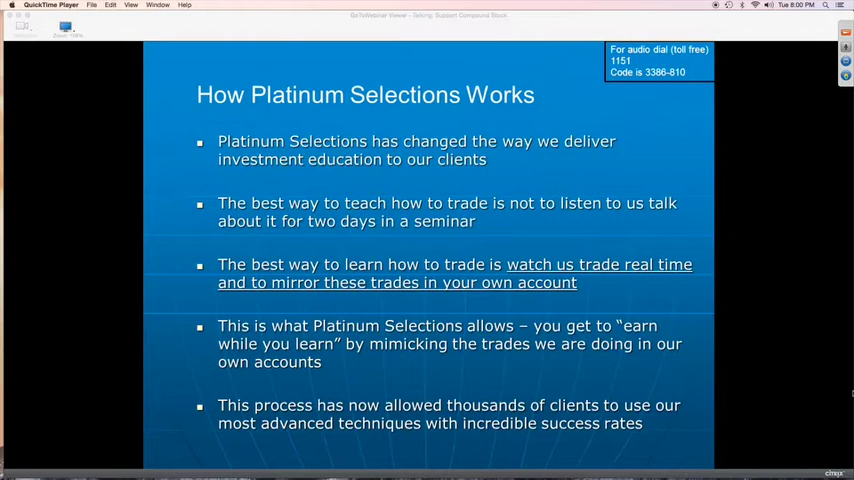 QuickTime Player File Edit View Window Help Tue 8:00 PM
GoToWebinar Viewer - Talking: Support Compound Stock
For audio dial (toll free)
1151
Code is 3386-810
How Platinum Selections Works
Platinum Selections has changed the way we deliver
investment education to our clients
The best way to teach how to trade is not to listen to us talk
about it for two days in a seminar
The best way to learn how to trade is watch us trade real time
and to mirror these trades in your own account
This is what Platinum Selections allows – you get to “earn
while you learn” by mimicking the trades we are doing in our
own accounts
This process has now allowed thousands of clients to use our
most advanced techniques with incredible success rates